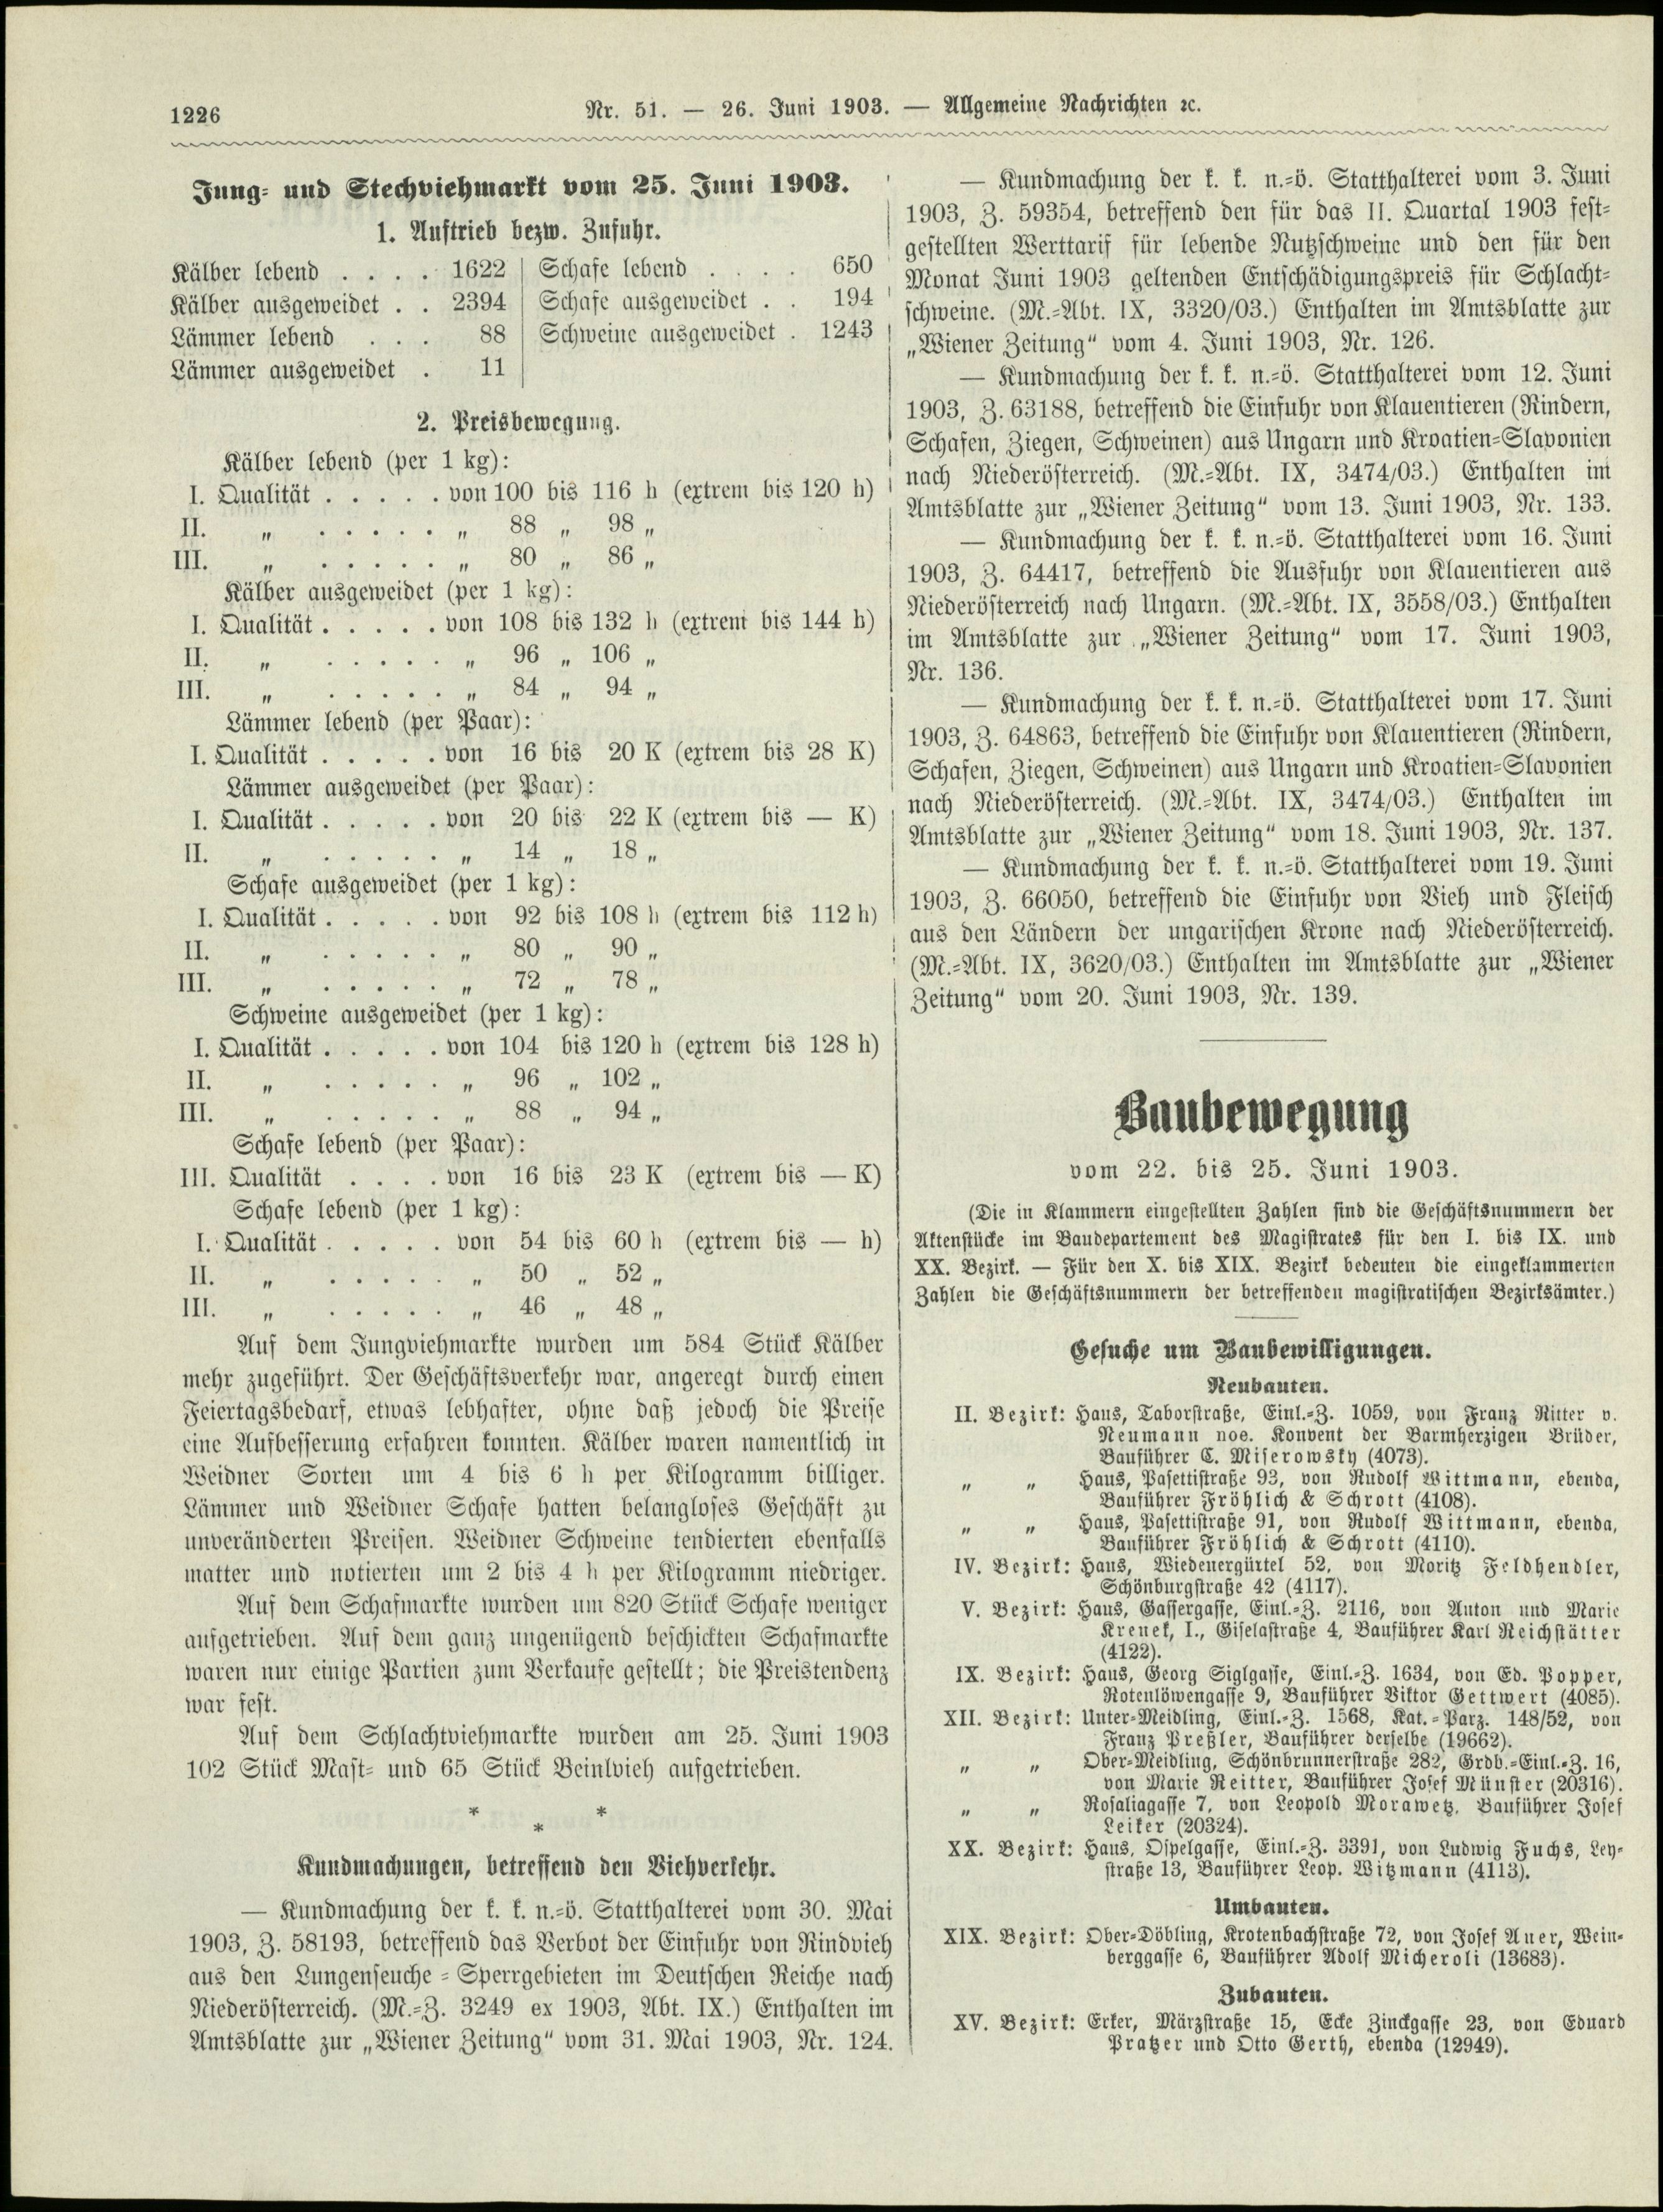 1226
Nr. 51. — 26. Juni 1903. — Allgemeine Nachrichten ꝛc.
Jung- und Stechviehmarkt vom 25. Juni 1903.
1. Auftrieb bezw. Zufuhr.
Kälber lebend . . . . 1622 | Schafe lebend . . . . 650
Kälber ausgeweidet . . 2394 | Schafe ausgeweidet . . 194
Lämmer lebend . . . 88 | Schweine ausgeweidet . 1243
Lämmer ausgeweidet . 11
2. Preisbewegung.
Kälber lebend (per 1 kg):
I. Qualität . . . . . von 100 bis 116 h (extrem bis 120 h)
II. „ . . . . . „ 88 „ 98 „
III. „ . . . . . „ 80 „ 86 „
Kälber ausgeweidet (per 1 kg):
I. Qualität . . . . . von 108 bis 132 h (extrem bis 144 h)
II. „ . . . . . „ 96 „ 106 „
III. „ . . . . . „ 84 „ 94 „
Lämmer lebend (per Paar):
I. Qualität . . . . . von 16 bis 20 K (extrem bis 28 K)
Lämmer ausgeweidet (per Paar):
I. Qualität . . . . . von 20 bis 22 K (extrem bis — K)
II. „ . . . . . „ 14 „ 18 „
Schafe ausgeweidet (per 1 kg):
I. Qualität . . . . . von 92 bis 108 h (extrem bis 112 h)
II. „ . . . . . „ 80 „ 90 „
III. „ . . . . . „ 72 „ 78 „
Schweine ausgeweidet (per 1 kg):
I. Qualität . . . . . von 104 bis 120 h (extrem bis 128 h)
II. „ . . . . . „ 96 „ 102 „
III. „ . . . . . „ 88 „ 94 „
Schafe lebend (per Paar):
III. Qualität . . . . von 16 bis 23 K (extrem bis — K)
Schafe lebend (per 1 kg):
I. Qualität . . . . . von 54 bis 60 h (extrem bis — h)
II. „ . . . . . „ 50 „ 52 „
III. „ . . . . . „ 46 „ 48 „
Auf dem Jungviehmarkte wurden um 584 Stück Kälber
mehr zugeführt. Der Geschäftsverkehr war, angeregt durch einen
Feiertagsbedarf, etwas lebhafter, ohne daß jedoch die Preise
eine Aufbesserung erfahren konnten. Kälber waren namentlich in
Weidner Sorten um 4 bis 6 h per Kilogramm billiger.
Lämmer und Weidner Schafe hatten belangloses Geschäft zu
unveränderten Preisen. Weidner Schweine tendierten ebenfalls
matter und notierten um 2 bis 4 h per Kilogramm niedriger.
Auf dem Schafmarkte wurden um 820 Stück Schafe weniger
aufgetrieben. Auf dem ganz ungenügend beschickten Schafmarkte
waren nur einige Partien zum Verkaufe gestellt; die Preistendenz
war fest.
Auf dem Schlachtviehmarkte wurden am 25. Juni 1903
102 Stück Mast- und 65 Stück Beinlvieh aufgetrieben.
* * *
Kundmachungen, betreffend den Viehverkehr.
— Kundmachung der k. k. n.-ö. Statthalterei vom 30. Mai
1903, Z. 58193, betreffend das Verbot der Einfuhr von Rindvieh
aus den Lungenseuche-Sperrgebieten im Deutschen Reiche nach
Niederösterreich. (M.-Z. 3249 ex 1903, Abt. IX.) Enthalten im
Amtsblatte zur „Wiener Zeitung“ vom 31. Mai 1903, Nr. 124.
— Kundmachung der k. k. n.-ö. Statthalterei vom 3. Juni
1903, Z. 59354, betreffend den für das II. Quartal 1903 fest-
gestellten Werttarif für lebende Nutzschweine und den für den
Monat Juni 1903 geltenden Entschädigungspreis für Schlacht-
schweine. (M.-Abt. IX, 3320/03.) Enthalten im Amtsblatte zur
„Wiener Zeitung“ vom 4. Juni 1903, Nr. 126.
— Kundmachung der k. k. n.-ö. Statthalterei vom 12. Juni
1903, Z. 63188, betreffend die Einfuhr von Klauentieren (Rindern,
Schafen, Ziegen, Schweinen) aus Ungarn und Kroatien-Slavonien
nach Niederösterreich. (M.-Abt. IX, 3474/03.) Enthalten im
Amtsblatte zur „Wiener Zeitung“ vom 13. Juni 1903, Nr. 133.
— Kundmachung der k. k. n.-ö. Statthalterei vom 16. Juni
1903, Z. 64417, betreffend die Ausfuhr von Klauentieren aus
Niederösterreich nach Ungarn. (M.-Abt. IX, 3558/03.) Enthalten
im Amtsblatte zur „Wiener Zeitung“ vom 17. Juni 1903,
Nr. 136.
— Kundmachung der k. k. n.-ö. Statthalterei vom 17. Juni
1903, Z. 64863, betreffend die Einfuhr von Klauentieren (Rindern,
Schafen, Ziegen, Schweinen) aus Ungarn und Kroatien-Slavonien
nach Niederösterreich. (M.-Abt. IX, 3474/03.) Enthalten im
Amtsblatte zur „Wiener Zeitung“ vom 18. Juni 1903, Nr. 137.
— Kundmachung der k. k. n.-ö. Statthalterei vom 19. Juni
1903, Z. 66050, betreffend die Einfuhr von Vieh und Fleisch
aus den Ländern der ungarischen Krone nach Niederösterreich.
(M.-Abt. IX, 3620/03.) Enthalten im Amtsblatte zur „Wiener
Zeitung“ vom 20. Juni 1903, Nr. 139.
Baubewegung
vom 22. bis 25. Juni 1903.
(Die in Klammern eingestellten Zahlen sind die Geschäftsnummern der
Aktenstücke im Baudepartement des Magistrates für den I. bis IX. und
XX. Bezirk. — Für den X. bis XIX. Bezirk bedeuten die eingeklammerten
Zahlen die Geschäftsnummern der betreffenden magistratischen Bezirksämter.)
Gesuche um Baubewilligungen.
Neubauten.
II. Bezirk: Haus, Taborstraße, Einl.-Z. 1059, von Franz Ritter v.
Neumann noe. Konvent der Barmherzigen Brüder,
Bauführer C. Miserowsky (4073).
„ „ Haus, Pasettistraße 93, von Rudolf Wittmann, ebenda,
Bauführer Fröhlich & Schrott (4108).
„ „ Haus, Pasettistraße 91, von Rudolf Wittmann, ebenda,
Bauführer Fröhlich & Schrott (4110).
IV. Bezirk: Haus, Wiedenergürtel 52, von Moritz Feldhendler,
Schönburgstraße 42 (4117).
V. Bezirk: Haus, Gassergasse, Einl.-Z. 2116, von Anton und Marie
Krenek, I., Giselastraße 4, Bauführer Karl Reichstätter
(4122).
IX. Bezirk: Haus, Georg Siglgasse, Einl.-Z. 1634, von Ed. Popper,
Rotenlöwengasse 9, Bauführer Viktor Gettwert (4085).
XII. Bezirk: Unter-Meidling, Einl.-Z. 1568, Kat.-Parz. 148/52, von
Franz Preßler, Bauführer derselbe (19662).
„ „ Ober-Meidling, Schönbrunnerstraße 282, Grdb.-Einl.-Z. 16,
von Marie Reitter, Bauführer Josef Münster (20316).
„ „ Rosaliagasse 7, von Leopold Morawetz, Bauführer Josef
Leiker (20324).
XX. Bezirk: Haus, Ospelgasse, Einl.-Z. 3391, von Ludwig Fuchs, Ley-
straße 13, Bauführer Leop. Witzmann (4113).
Umbauten.
XIX. Bezirk: Ober-Döbling, Krotenbachstraße 72, von Josef Auer, Wein-
berggasse 6, Bauführer Adolf Micheroli (13683).
Zubauten.
XV. Bezirk: Erker, Märzstraße 15, Ecke Zinckgasse 23, von Eduard
Pratzer und Otto Gerth, ebenda (12949).